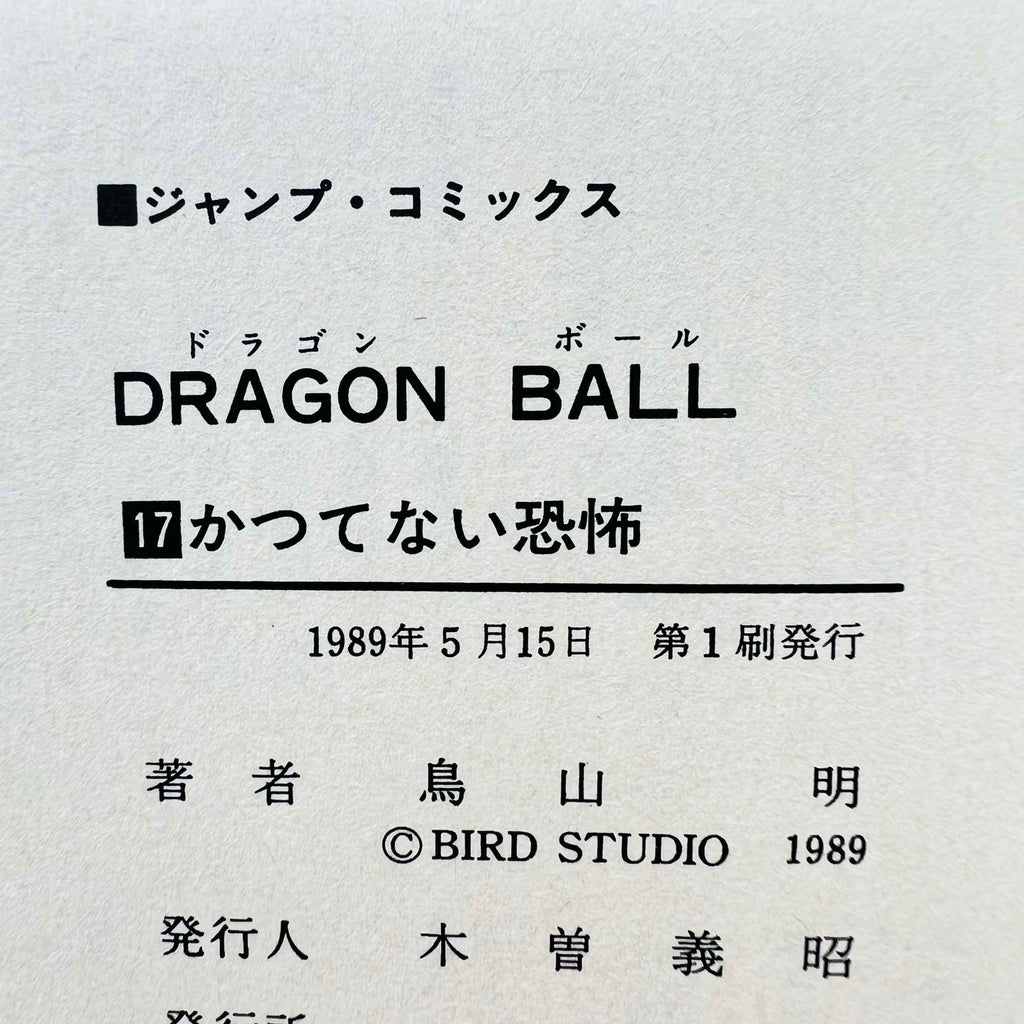 ■ジャンプ・コミックス
ドラゴン ボール
DRAGON BALL
17かつてない恐怖
1989年5月15日 第1刷発行
著者 鳥山 明
©BIRD STUDIO 1989
発行人 木曽義昭
発行所